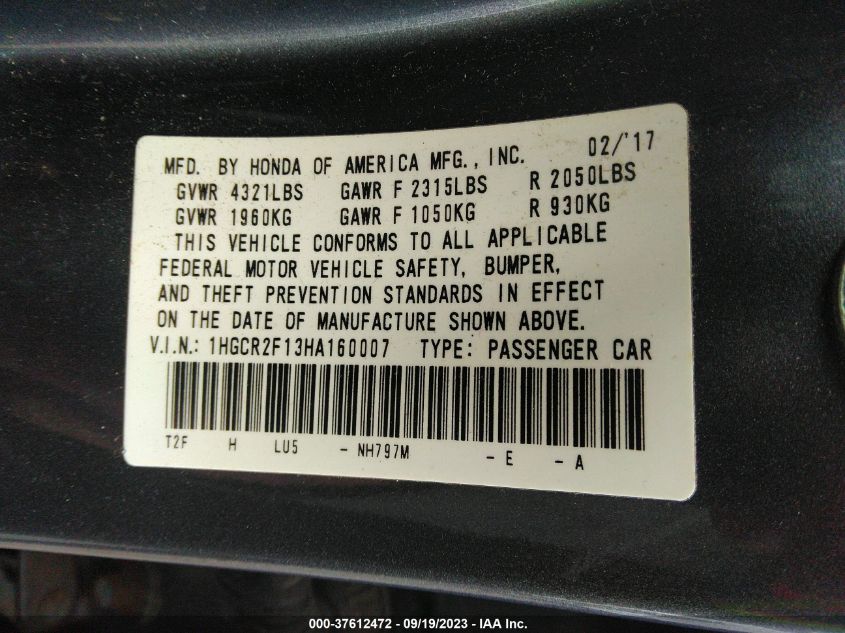 MFD. BY HONDA OF AMERICA MFG., INC. 02/'17
GVWR 4321LBS GAWR F 2315LBS R 2050LBS
GVWR 1960KG GAWR F 1050KG R 930KG
THIS VEHICLE CONFORMS TO ALL APPLICABLE
FEDERAL MOTOR VEHICLE SAFETY, BUMPER,
AND THEFT PREVENTION STANDARDS IN EFFECT
ON THE DATE OF MANUFACTURE SHOWN ABOVE.
V.I.N.: 1HGCR2F13HA160007 TYPE: PASSENGER CAR
T2F H LU5 - NH797M - E - A
000-37612472 - 09/19/2023 - IAA Inc.